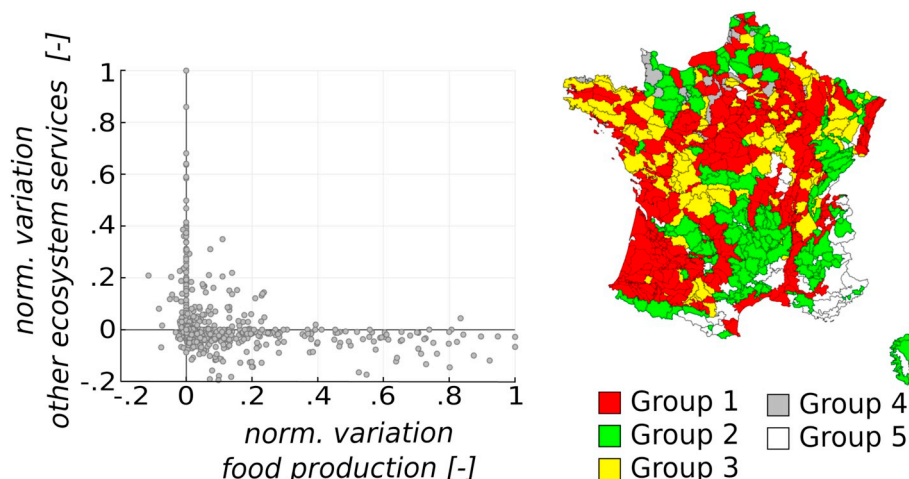 norm. variation
other ecosystem services [-]
1
.8
.6
.4
.2
0
-.2
-.2 0 .2 .4 .6 .8 1
norm. variation
food production [-]
Group 1
Group 2
Group 3
Group 4
Group 5